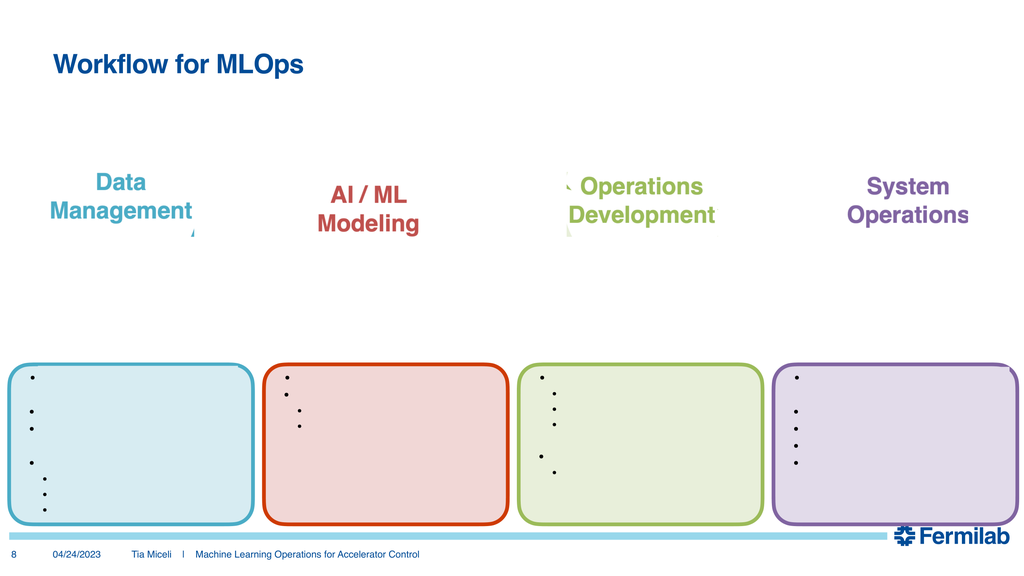 Workflow for MLOps
Data
Management
AI / ML
Modeling
Operations
Development
System
Operations
8 04/24/2023 Tia Miceli | Machine Learning Operations for Accelerator Control
Fermilab